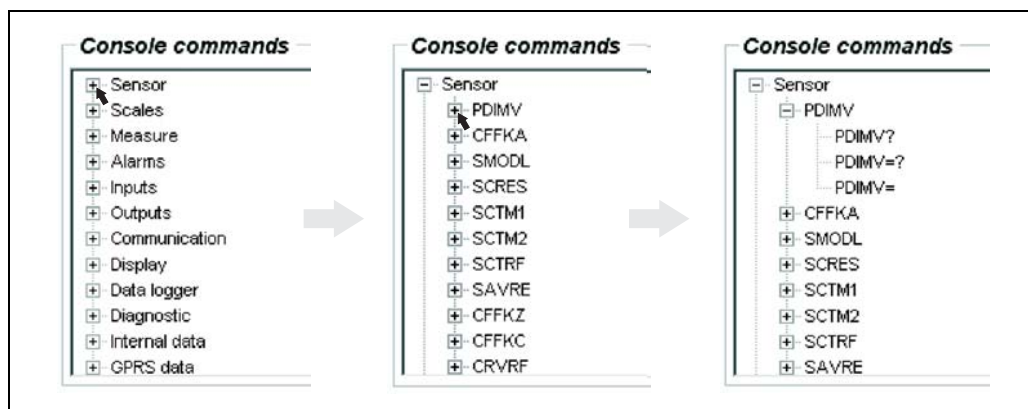 Console commands
Sensor
Scales
Measure
Alarms
Inputs
Outputs
Communication
Display
Data logger
Diagnostic
Internal data
GPRS data
Console commands
Sensor
PDIMV
CFFKA
SMODL
SCRES
SCTM1
SCTM2
SCTRF
SAVRE
CFFKZ
CFFKC
CRVRF
Console commands
Sensor
PDIMV
PDIMV?
PDIMV=?
PDIMV=
CFFKA
SMODL
SCRES
SCTM1
SCTM2
SCTRF
SAVRE